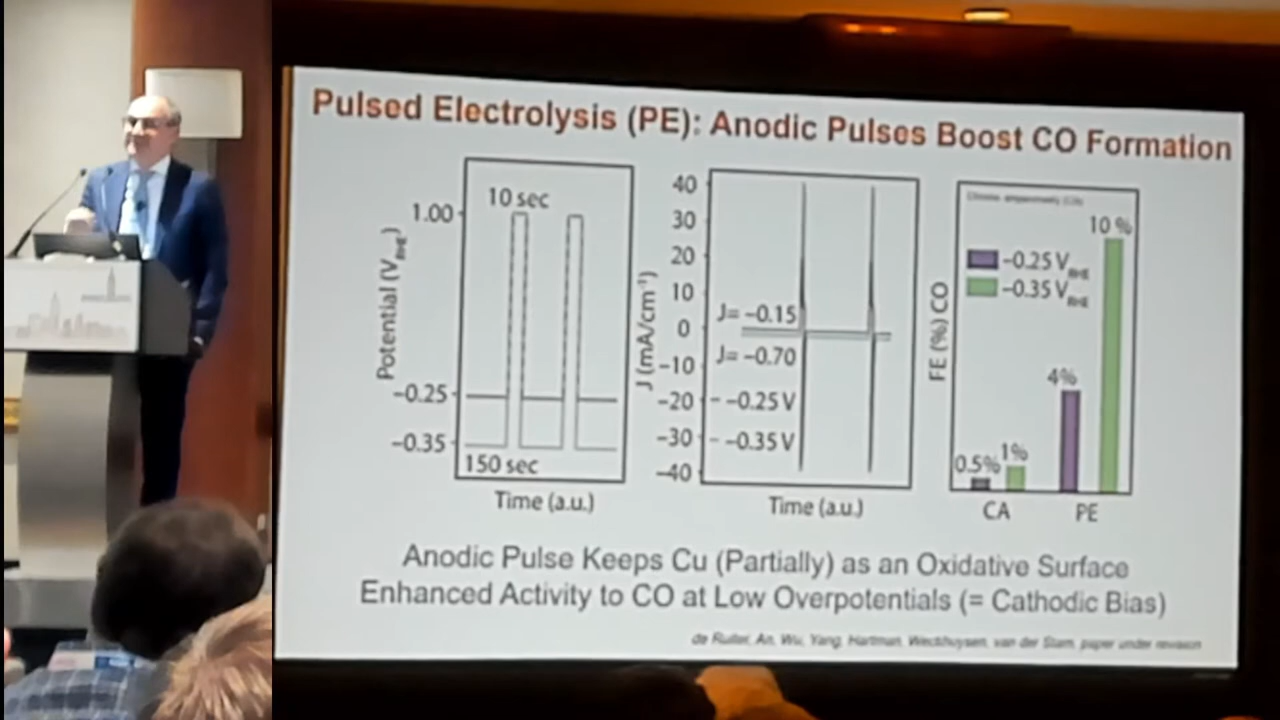 Pulsed Electrolysis (PE): Anodic Pulses Boost CO Formation
Potential (V_RHE)
1.00
-0.25
-0.35
10 sec
150 sec
Time (a.u.)
J (mA/cm⁻¹)
40
30
20
10
0
-10
-20
-30
-40
J= -0.15
J= -0.70
-0.25 V
-0.35 V
Time (a.u.)
FE (%) CO
-0.25 V_RHE
-0.35 V_RHE
0.5%
1%
4%
10 %
CA
PE
Anodic Pulse Keeps Cu (Partially) as an Oxidative Surface
Enhanced Activity to CO at Low Overpotentials (= Cathodic Bias)
de Ruiter, An, Wu, Yang, Hartman, Weckhuysen, van der Stam, paper under revision